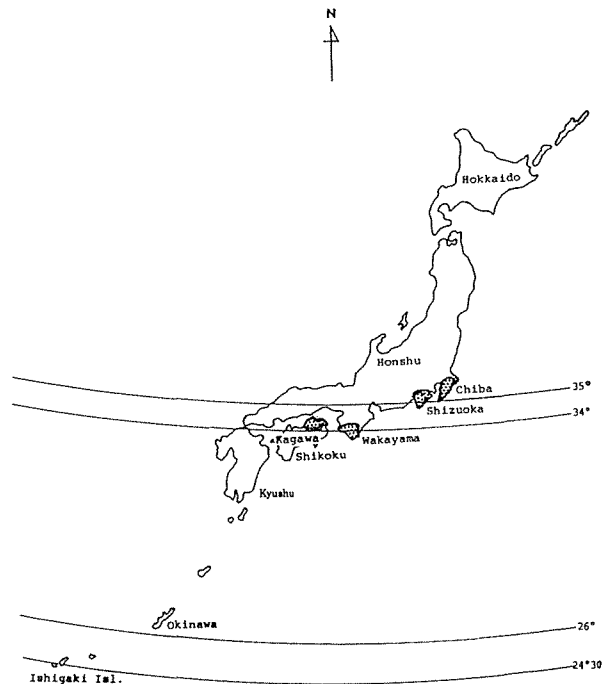 N
Hokkaido
Honshu
Chiba
35°
Shizuoka
34°
Kagawa
Wakayama
Shikoku
Kyushu
Okinawa
26°
24°30
Ishigaki Isl.